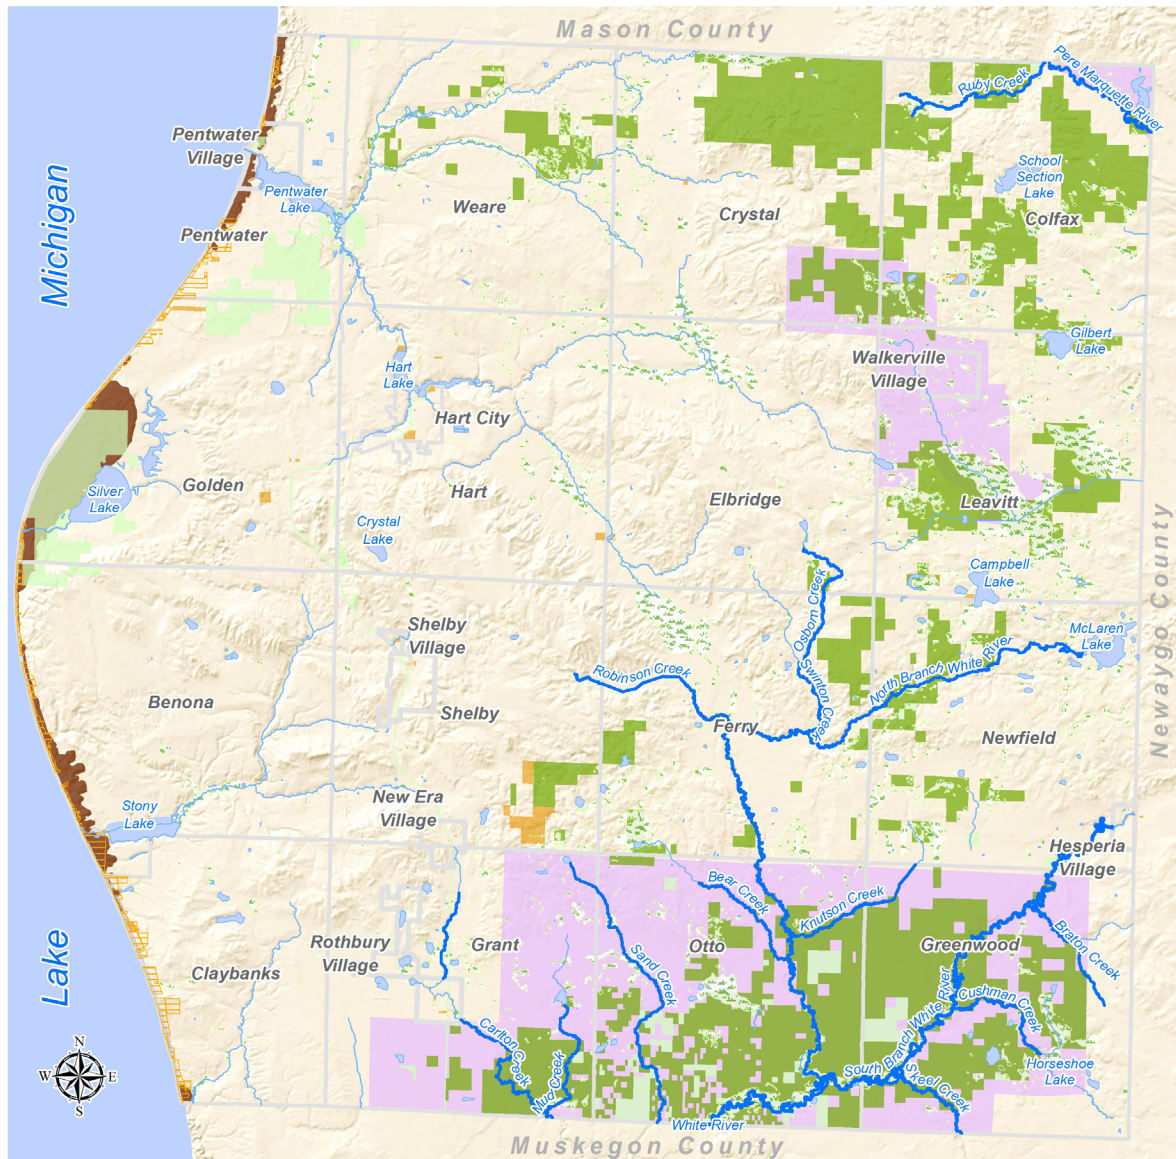 Mason County
Pere Marquette River
Ruby Creek
Pentwater
Village
School
Section
Lake
Pentwater
Lake
Weare
Crystal
Colfax
Pentwater
Michigan
Gilbert
Lake
Walkerville
Village
Hart
Lake
Hart City
Golden
Silver
Lake
Hart
Elbridge
Leavitt
Crystal
Lake
Newaygo County
Campbell
Lake
Osborn Creek
Shelby
Village
McLaren
Lake
Robinson Creek
Swinton Creek
North Branch White River
Benona
Shelby
Ferry
Newfield
New Era
Village
Stony
Lake
Hesperia
Village
Bear Creek
Knutson Creek
Rothbury
Village
Grant
Otto
Greenwood
Braton Creek
Sand Creek
Claybanks
Lake
Cushman Creek
South Branch White River
N
W
E
S
Carlton Creek
Mud Creek
Skeel Creek
Horseshoe
Lake
White River
Muskegon County